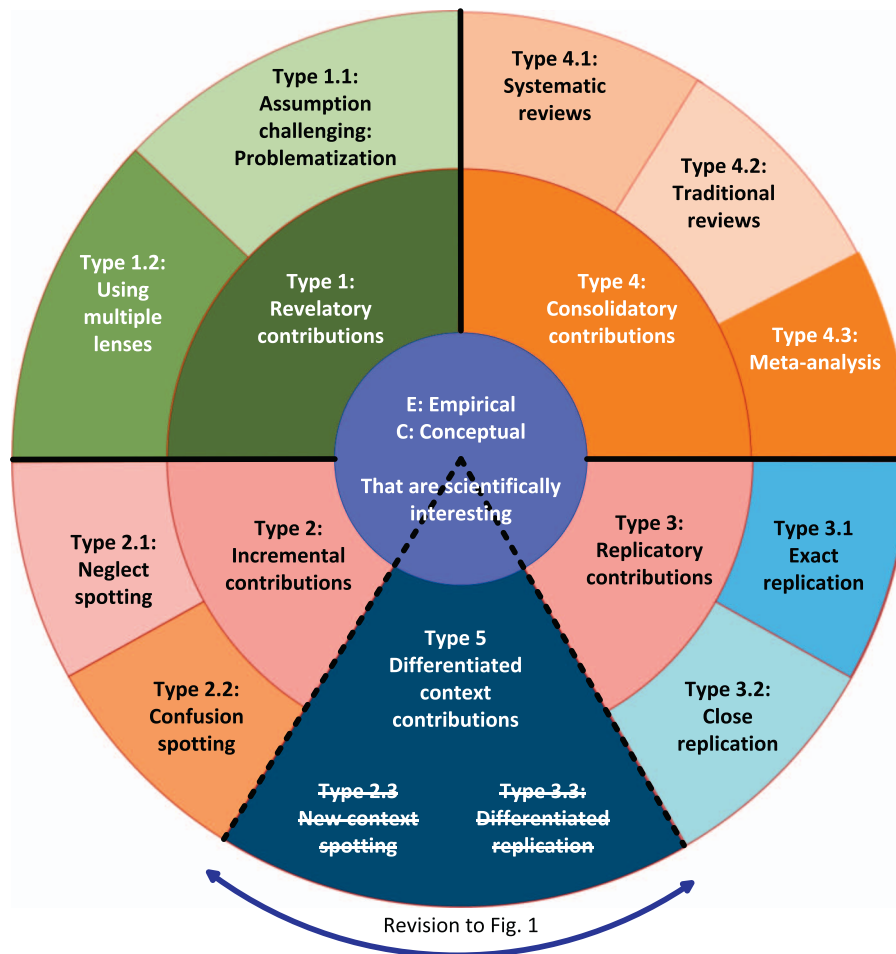 Type 1.1:
Assumption
challenging:
Problematization
Type 4.1:
Systematic
reviews
Type 4.2:
Traditional
reviews
Type 1.2:
Using
multiple
lenses
Type 1:
Revelatory
contributions
Type 4:
Consolidatory
contributions
Type 4.3:
Meta-analysis
E: Empirical
C: Conceptual
That are scientifically
interesting
Type 2.1:
Neglect
spotting
Type 2:
Incremental
contributions
Type 3:
Replicatory
contributions
Type 3.1
Exact
replication
Type 2.2:
Confusion
spotting
Type 5
Differentiated
context
contributions
Type 3.2:
Close
replication
Type 2.3
New context
spotting
Type 3.3:
Differentiated
replication
Revision to Fig. 1